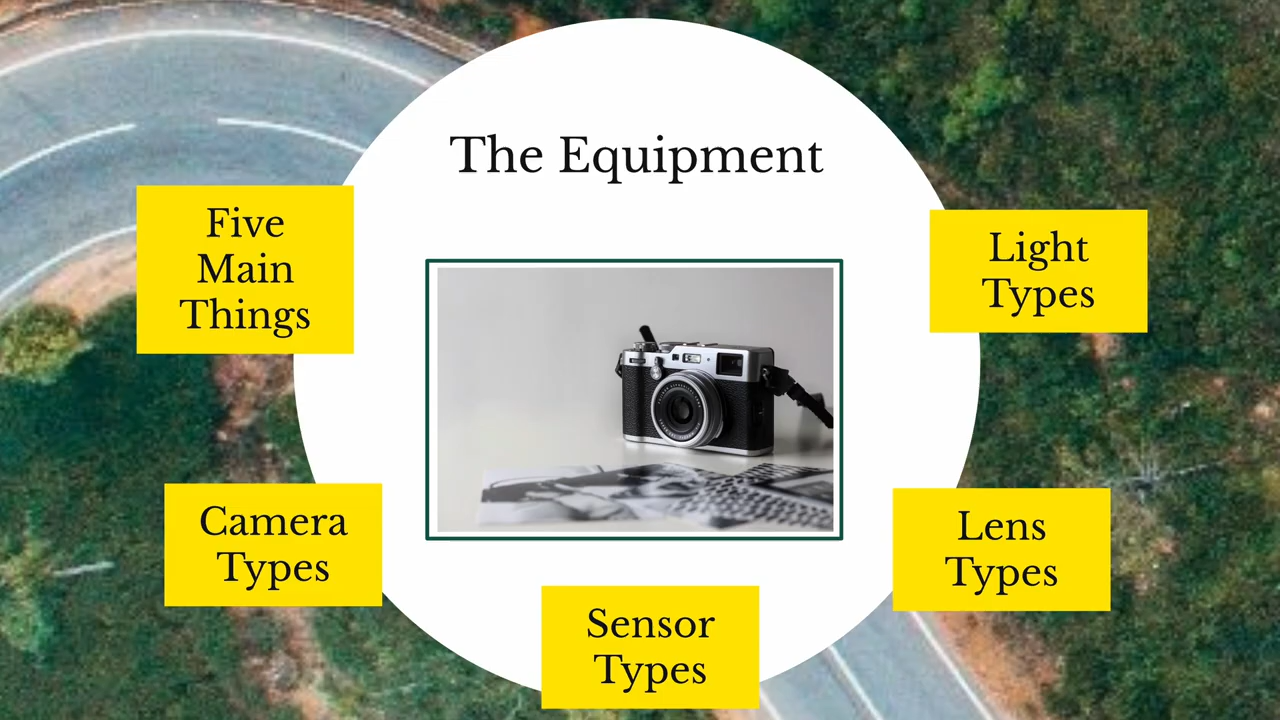 The Equipment
Five
Main
Things
Light
Types
Camera
Types
Lens
Types
Sensor
Types